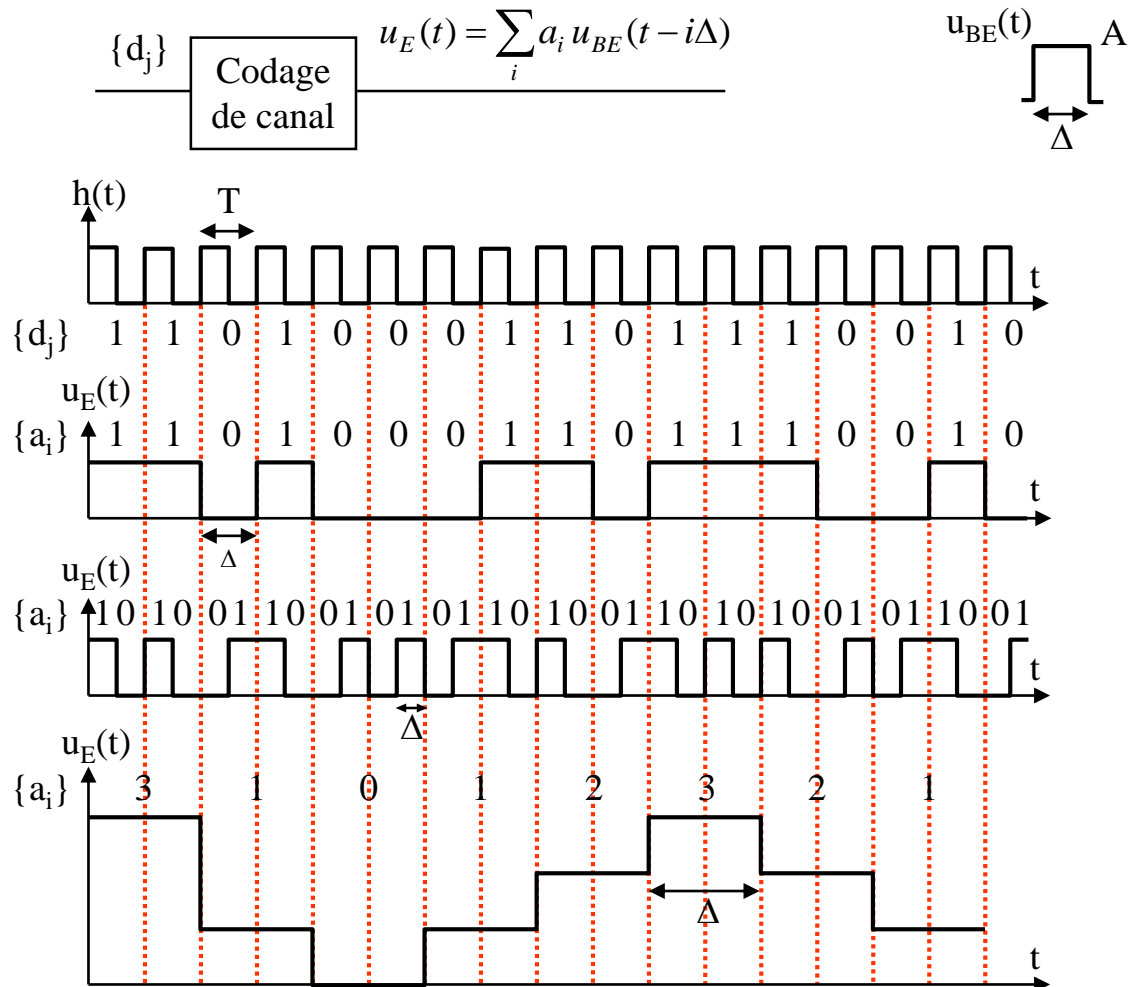 {d_j}
u_E(t) = ∑_i a_i u_BE(t − iΔ)
Codage
de canal
u_BE(t)
A
Δ
h(t)
T
t
{d_j} 1 1 0 1 0 0 0 1 1 0 1 1 1 0 0 1 0
u_E(t)
{a_i} 1 1 0 1 0 0 0 1 1 0 1 1 1 0 0 1 0
t
Δ
u_E(t)
{a_i} 10 10 01 10 01 01 01 10 10 01 10 10 10 01 01 10 01
t
Δ
u_E(t)
{a_i} 3 1 0 1 2 3 2 1
Δ
t